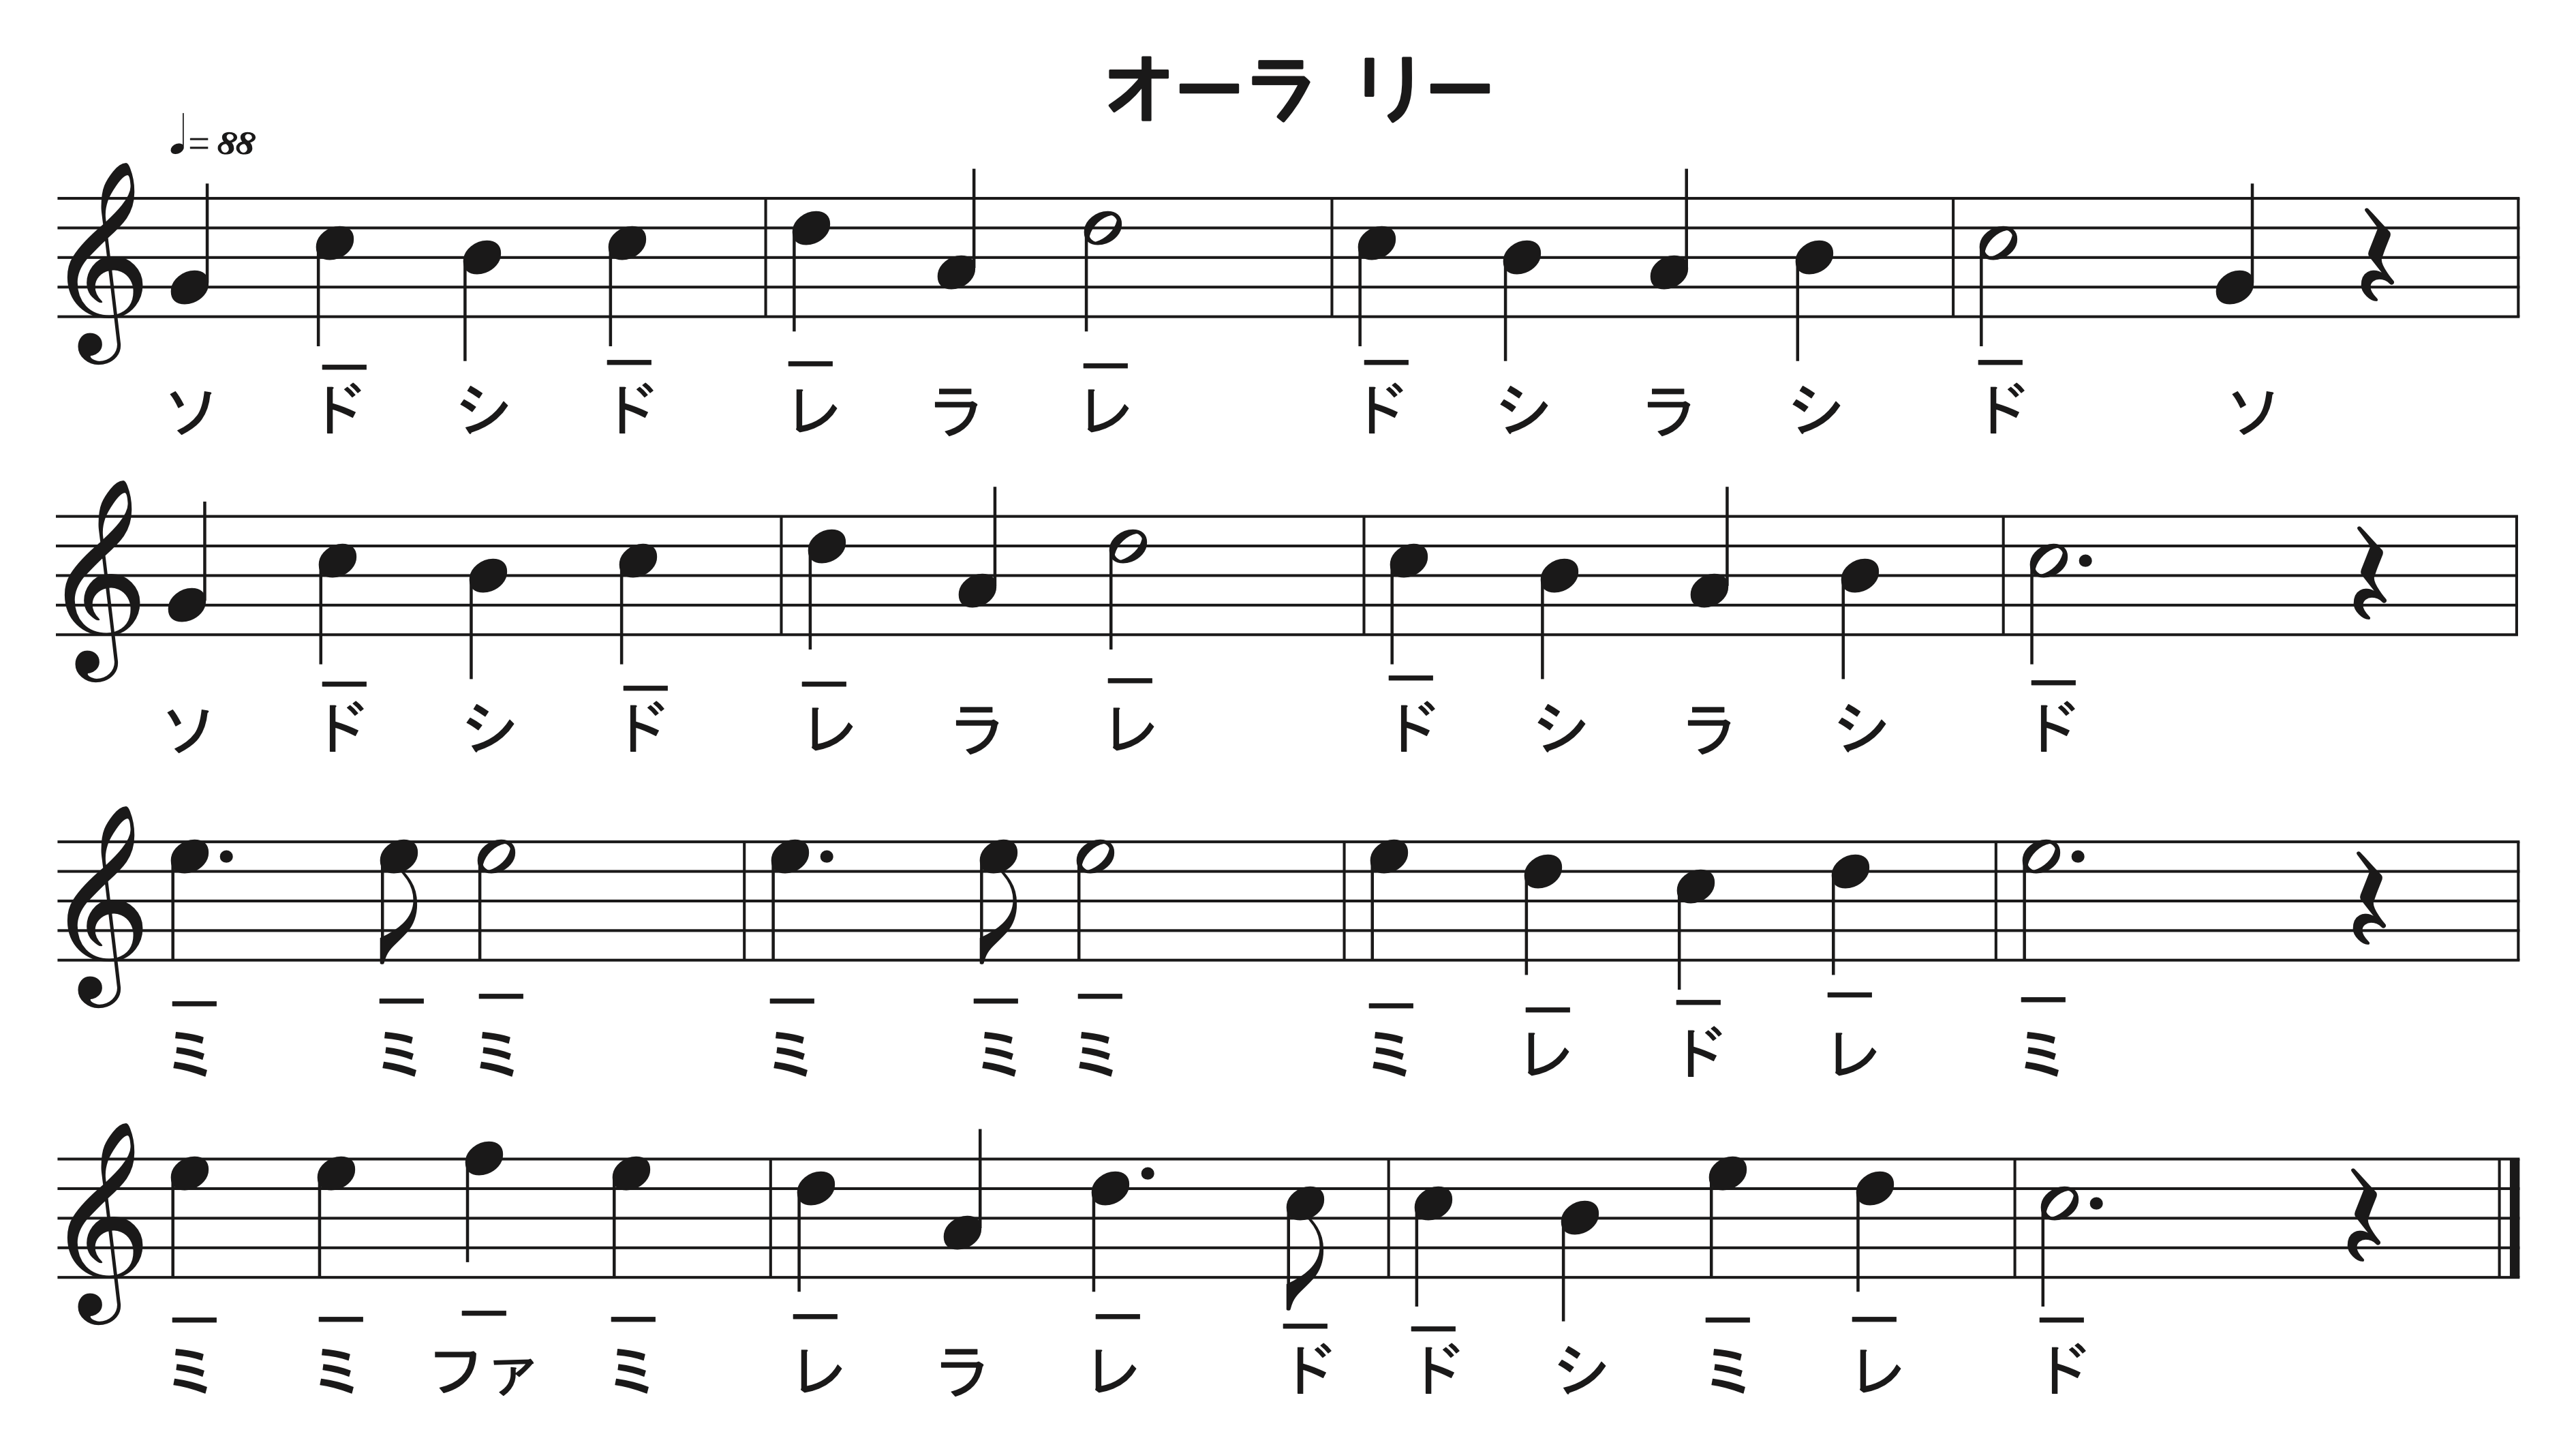 オーラ リー
♩= 88
ソ ド シ ド レ ラ レ ド シ ラ シ ド ソ
ソ ド シ ド レ ラ レ ド シ ラ シ ド
ミ ミ ミ ミ ミ ミ ミ レ ド レ ミ
ミ ミ ファ ミ レ ラ レ ド ド シ ミ レ ド